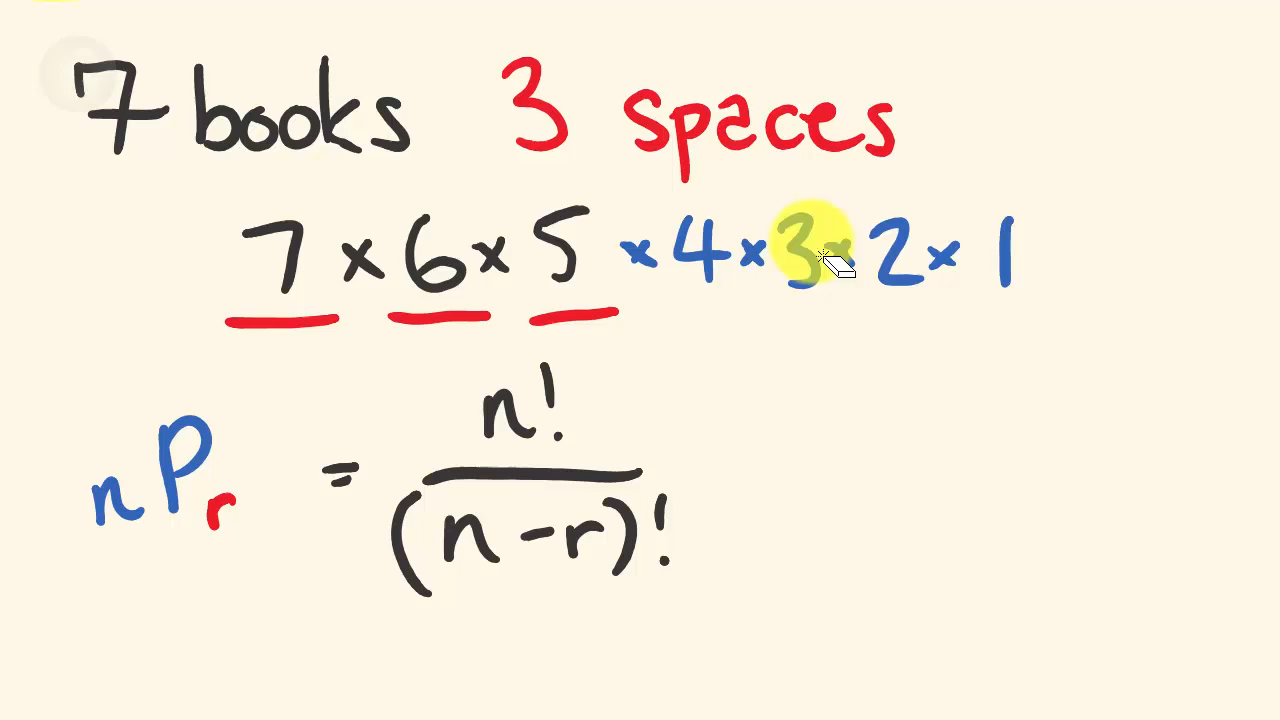 7 books 3 spaces
7 × 6 × 5 × 4 × 3 × 2 × 1
nPr = n!
(n-r)!